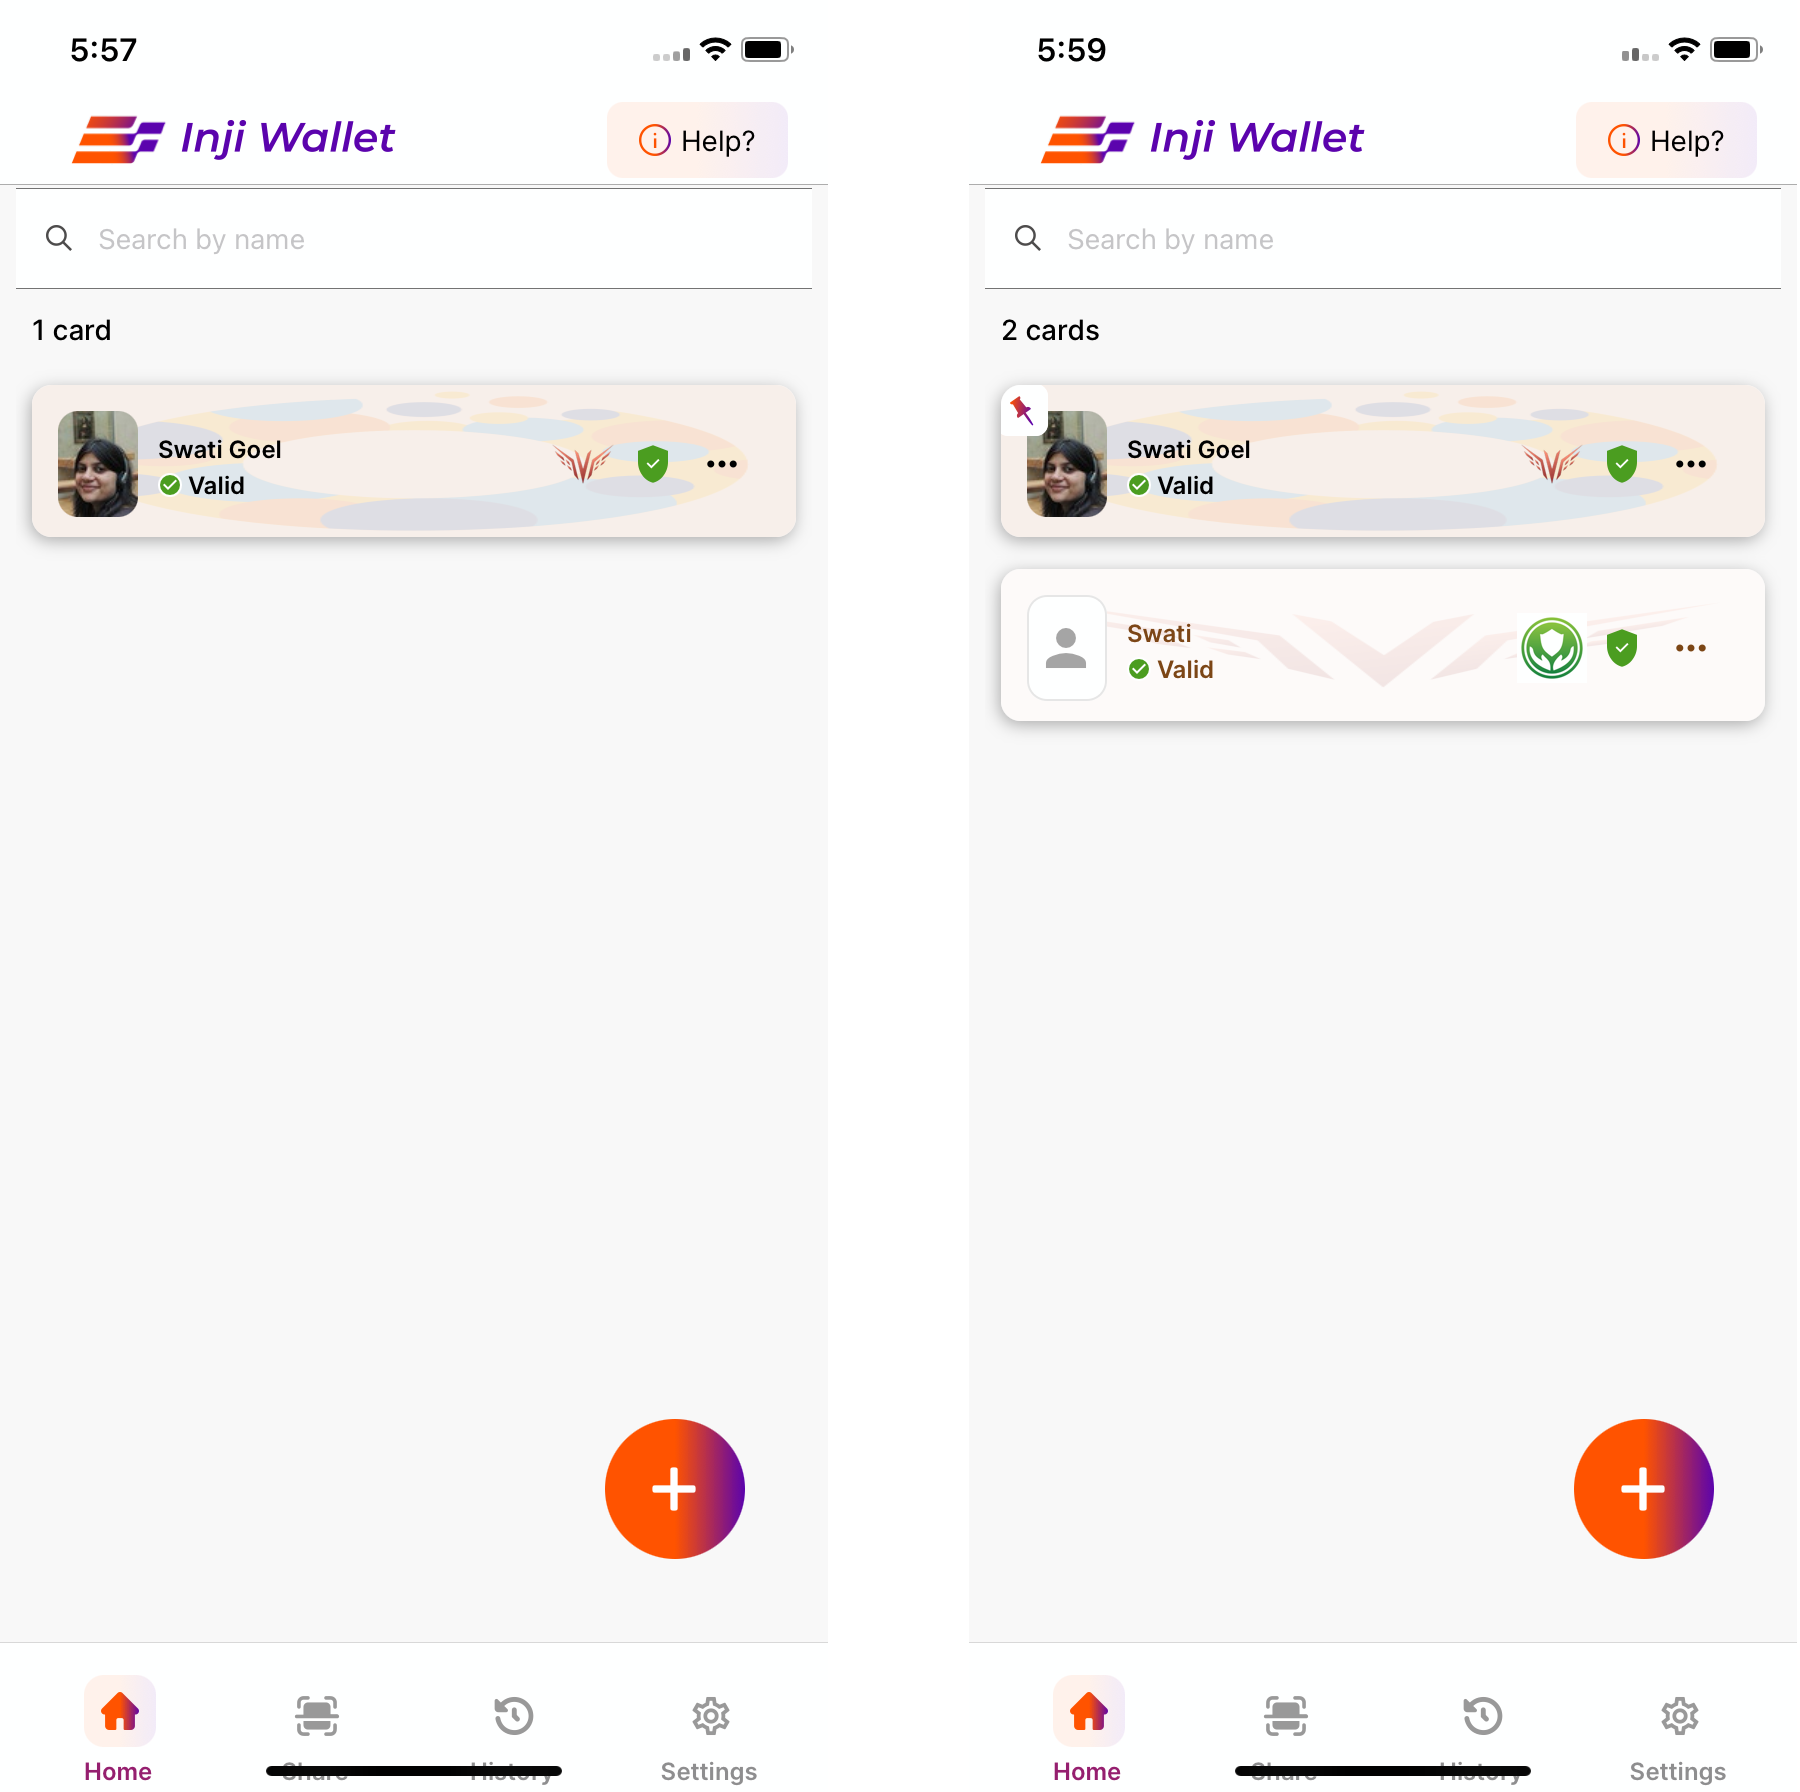 5:57
Inji Wallet
Help?
Search by name
1 card
Swati Goel
Valid
Home
Share
History
Settings
5:59
Inji Wallet
Help?
Search by name
2 cards
Swati Goel
Valid
Swati
Valid
Home
Share
History
Settings